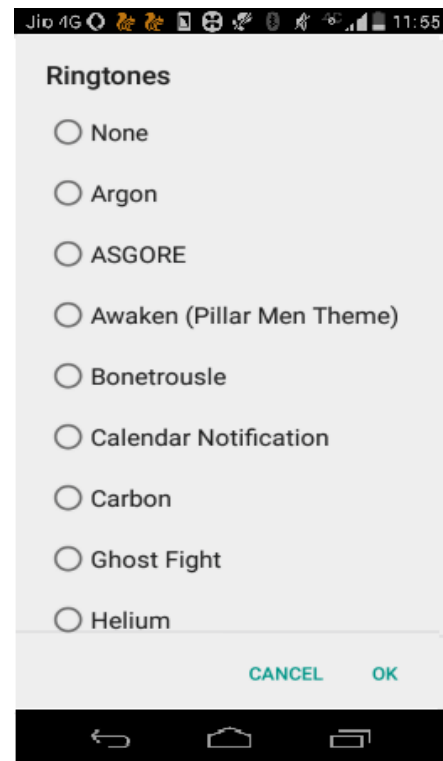 Jio 4G 4G 11:55
Ringtones
None
Argon
ASGORE
Awaken (Pillar Men Theme)
Bonetrousle
Calendar Notification
Carbon
Ghost Fight
Helium
CANCEL OK